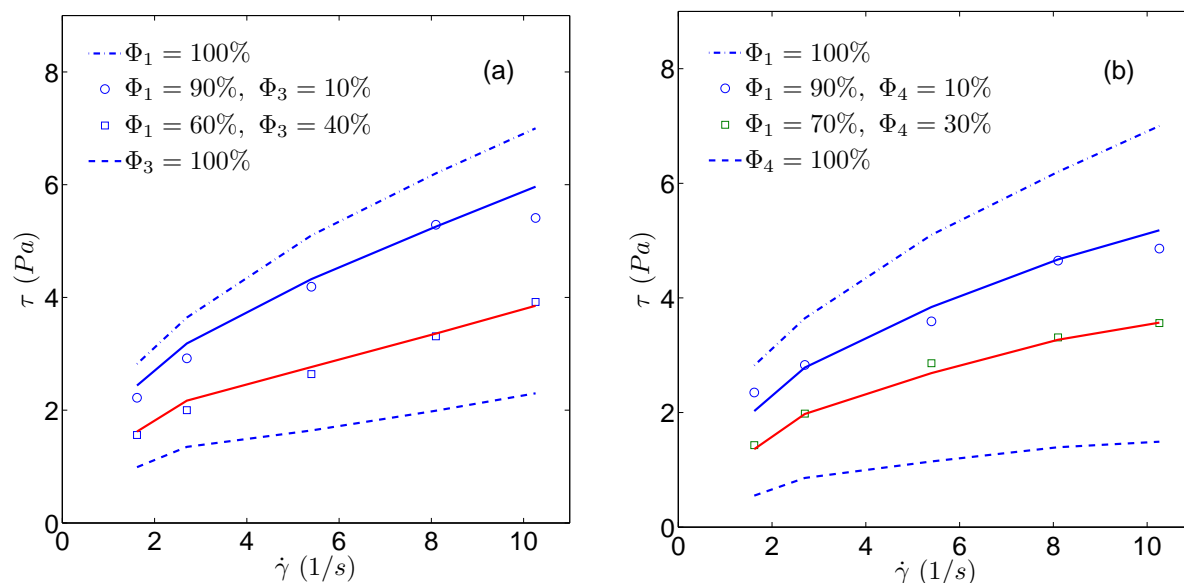 Φ₁ = 100%
Φ₁ = 90%, Φ₃ = 10%
Φ₁ = 60%, Φ₃ = 40%
Φ₃ = 100%
(a)
8
6
4
2
0
τ (Pa)
0 2 4 6 8 10
γ̇ (1/s)
Φ₁ = 100%
Φ₁ = 90%, Φ₄ = 10%
Φ₁ = 70%, Φ₄ = 30%
Φ₄ = 100%
(b)
8
6
4
2
0
τ (Pa)
0 2 4 6 8 10
γ̇ (1/s)